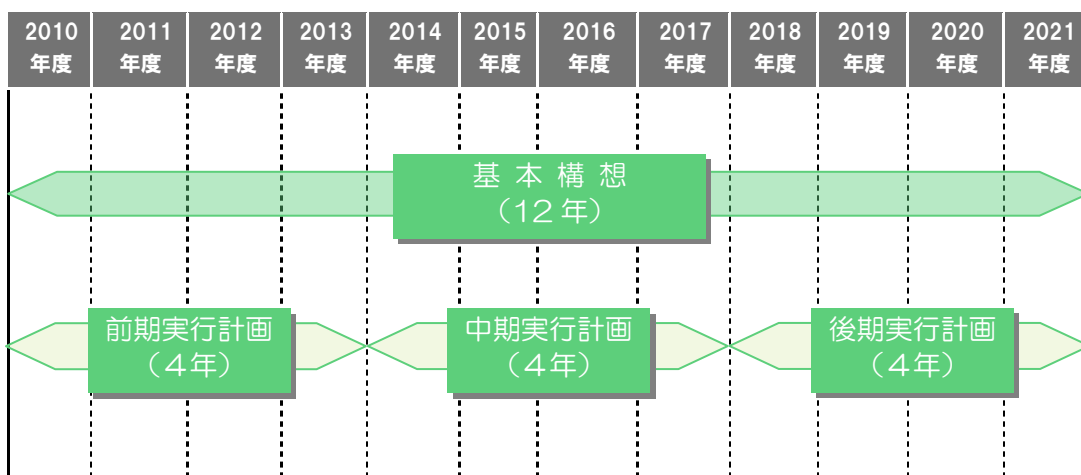 2010 2011 2012 2013 2014 2015 2016 2017 2018 2019 2020 2021
年度 年度 年度 年度 年度 年度 年度 年度 年度 年度 年度 年度
基本構想
（12年）
前期実行計画 中期実行計画 後期実行計画
（4年） （4年） （4年）